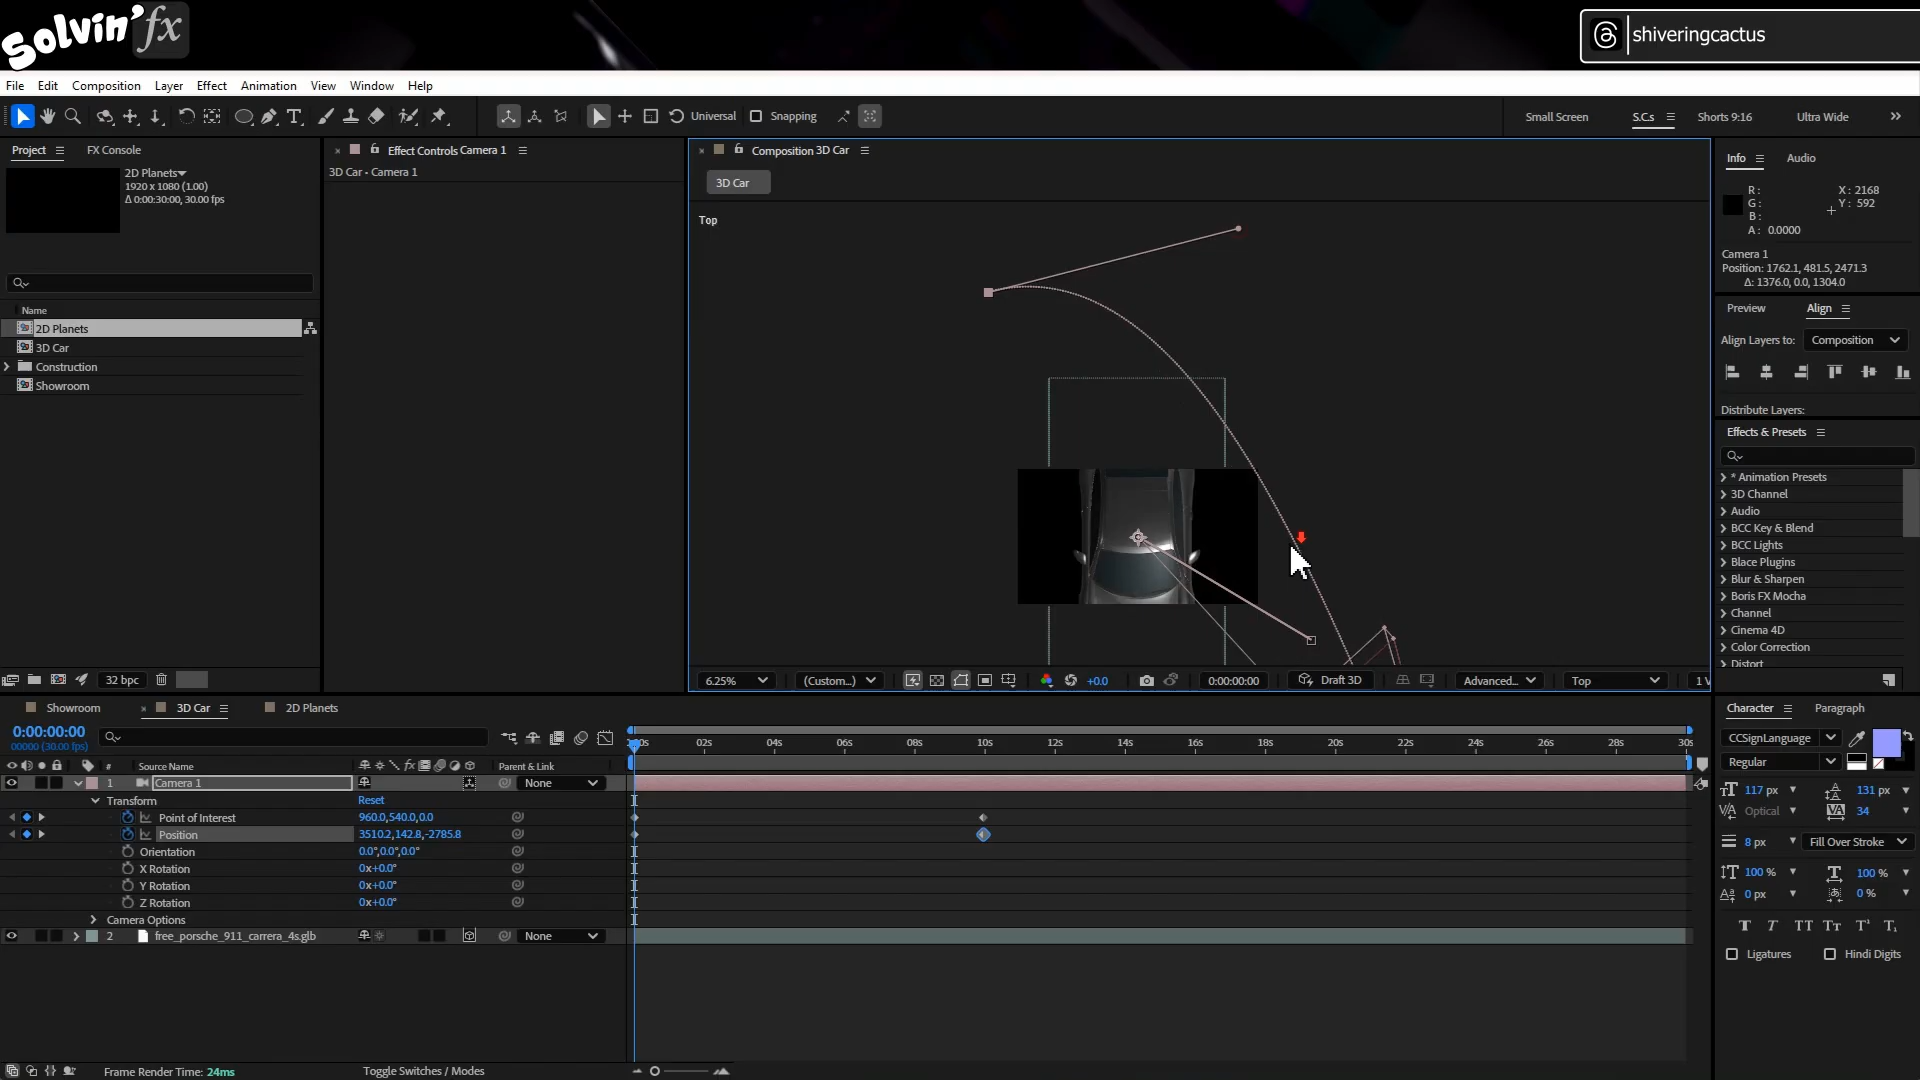 Solvin'fx
shiveringcactus
File Edit Composition Layer Effect Animation View Window Help
Universal Snapping Small Screen S.C.s Shorts 9:16 Ultra Wide
Project FX Console
Effect Controls Camera 1
Composition 3D Car
Info Audio
2D Planets
1920 x 1080 (1.00)
Δ 0:00:30:00, 30.00 fps
3D Car • Camera 1
3D Car
R :
G :
B :
A : 0.0000
X : 2168
Y : 592
Camera 1
Position: 1762.1, 481.5, 2471.3
Δ: 1376.0, 0.0, 1304.0
Top
Name
2D Planets
3D Car
Construction
Showroom
Preview Align
Align Layers to: Composition
Distribute Layers:
Effects & Presets
* Animation Presets
3D Channel
Audio
BCC Key & Blend
BCC Lights
Blace Plugins
Blur & Sharpen
Boris FX Mocha
Channel
Cinema 4D
Color Correction
Distort
32 bpc
6.25% (Custom...) +0.0 0:00:00:00 Draft 3D Advanced... Top 1 V
Showroom 3D Car 2D Planets
Character Paragraph
0:00:00:00
00000 (30.00 fps)
:00s 02s 04s 06s 08s 10s 12s 14s 16s 18s 20s 22s 24s 26s 28s 30s
# Source Name fx Parent & Link
1 Camera 1 None
Transform Reset
Point of Interest 960.0,540.0,0.0
Position 3510.2,142.8,-2785.8
Orientation 0.0°,0.0°,0.0°
X Rotation 0x+0.0°
Y Rotation 0x+0.0°
Z Rotation 0x+0.0°
Camera Options
2 free_porsche_911_carrera_4s.glb None
CCSignLanguage
Regular
117 px 131 px
Optical 34
8 px Fill Over Stroke
100 % 100 %
0 px 0 %
T T TT Tт T¹ T₁
Ligatures Hindi Digits
Frame Render Time: 24ms
Toggle Switches / Modes